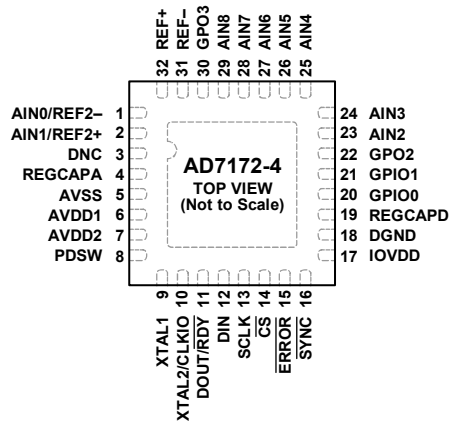 32 REF+
31 REF–
30 GPO3
29 AIN8
28 AIN7
27 AIN6
26 AIN5
25 AIN4
AIN0/REF2– 1
AIN1/REF2+ 2
DNC 3
REGCAPA 4
AVSS 5
AVDD1 6
AVDD2 7
PDSW 8
AD7172-4
TOP VIEW
(Not to Scale)
24 AIN3
23 AIN2
22 GPO2
21 GPIO1
20 GPIO0
19 REGCAPD
18 DGND
17 IOVDD
XTAL1 9
XTAL2/CLKIO 10
DOUT/RDY 11
DIN 12
SCLK 13
CS 14
ERROR 15
SYNC 16